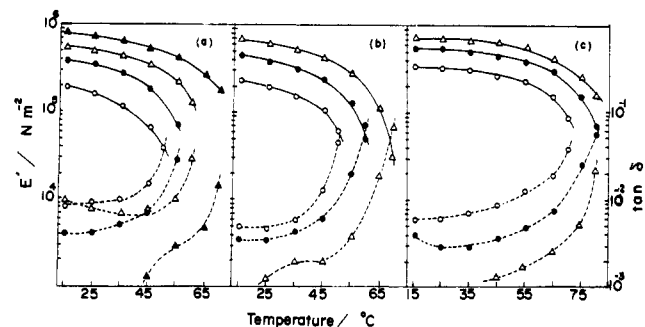 10⁶
(a)
(b)
(c)
10⁵
10⁻¹
E' / N m⁻²
10⁴
10⁻²
tan δ
10⁻³
25 45 65 25 45 65 15 35 55 75
Temperature / °C